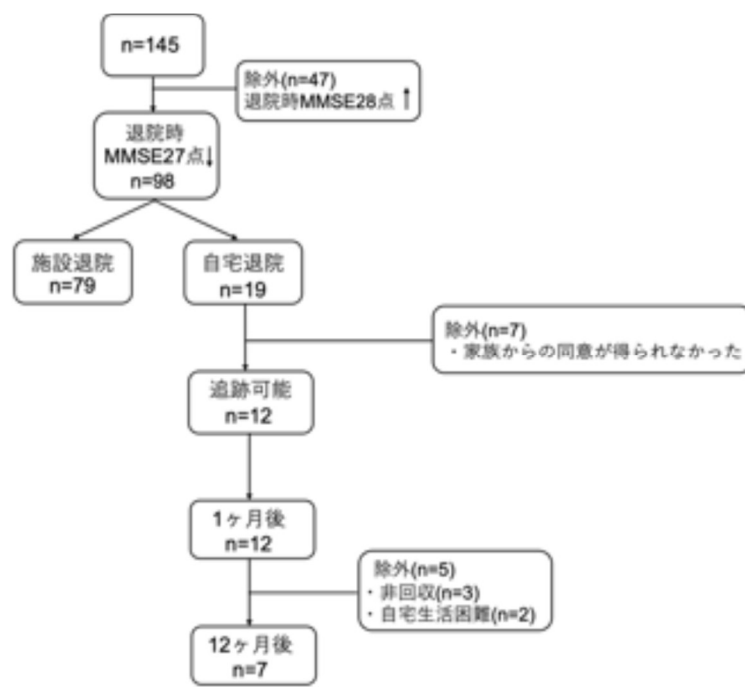 n=145
除外(n=47)
退院時MMSE28点↑
退院時
MMSE27点↓
n=98
施設退院
n=79
自宅退院
n=19
除外(n=7)
・家族からの同意が得られなかった
追跡可能
n=12
1ヶ月後
n=12
除外(n=5)
・非回収(n=3)
・自宅生活困難(n=2)
12ヶ月後
n=7